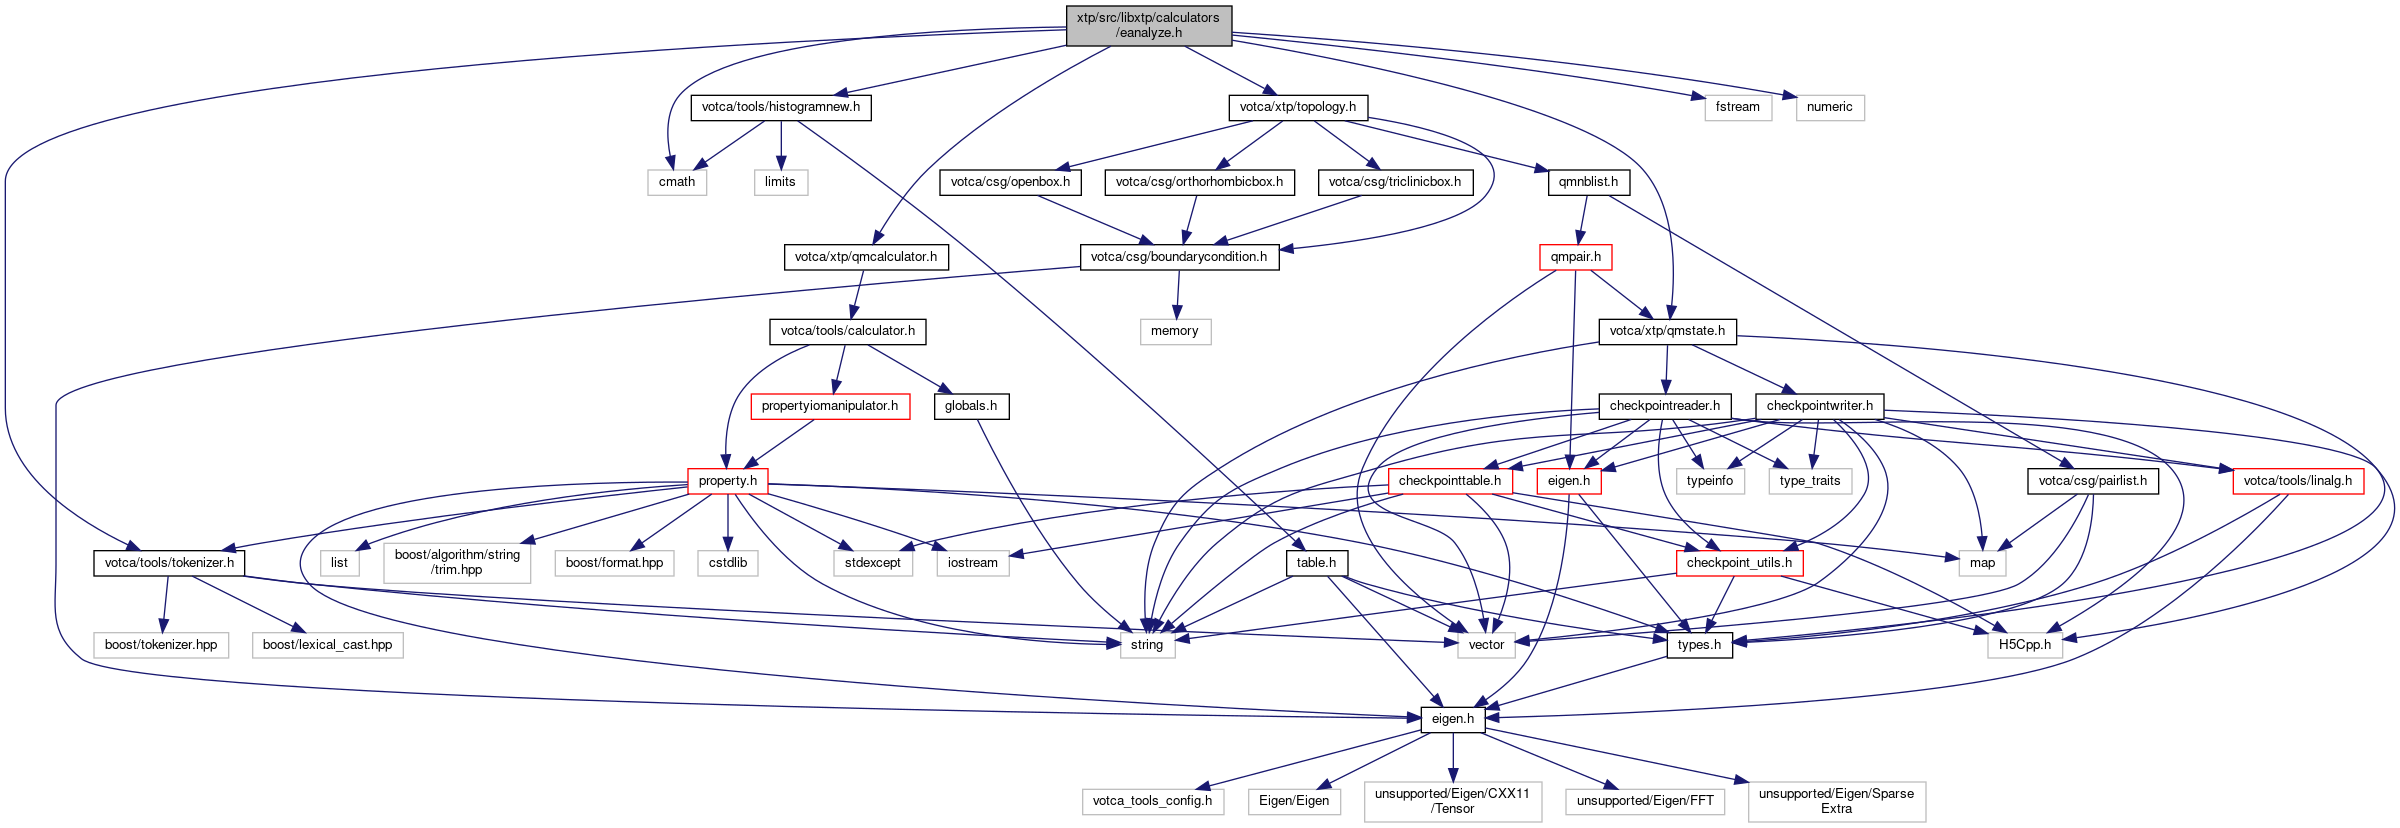 xtp/src/libxtp/calculators
/eanalyze.h
votca/tools/histogramnew.h
votca/xtp/topology.h
fstream
numeric
cmath
limits
votca/csg/openbox.h
votca/csg/orthorhombicbox.h
votca/csg/triclinicbox.h
qmnblist.h
votca/xtp/qmcalculator.h
votca/csg/boundarycondition.h
qmpair.h
votca/tools/calculator.h
memory
votca/xtp/qmstate.h
propertyiomanipulator.h
globals.h
checkpointreader.h
checkpointwriter.h
property.h
checkpointtable.h
eigen.h
typeinfo
type_traits
votca/csg/pairlist.h
votca/tools/linalg.h
votca/tools/tokenizer.h
list
boost/algorithm/string
/trim.hpp
boost/format.hpp
cstdlib
stdexcept
iostream
table.h
checkpoint_utils.h
map
boost/tokenizer.hpp
boost/lexical_cast.hpp
string
vector
types.h
H5Cpp.h
eigen.h
votca_tools_config.h
Eigen/Eigen
unsupported/Eigen/CXX11
/Tensor
unsupported/Eigen/FFT
unsupported/Eigen/Sparse
Extra